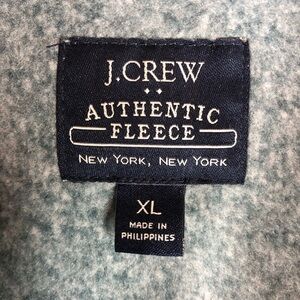 J.CREW
AUTHENTIC
FLEECE
NEW YORK, NEW YORK
XL
MADE IN
PHILIPPINES